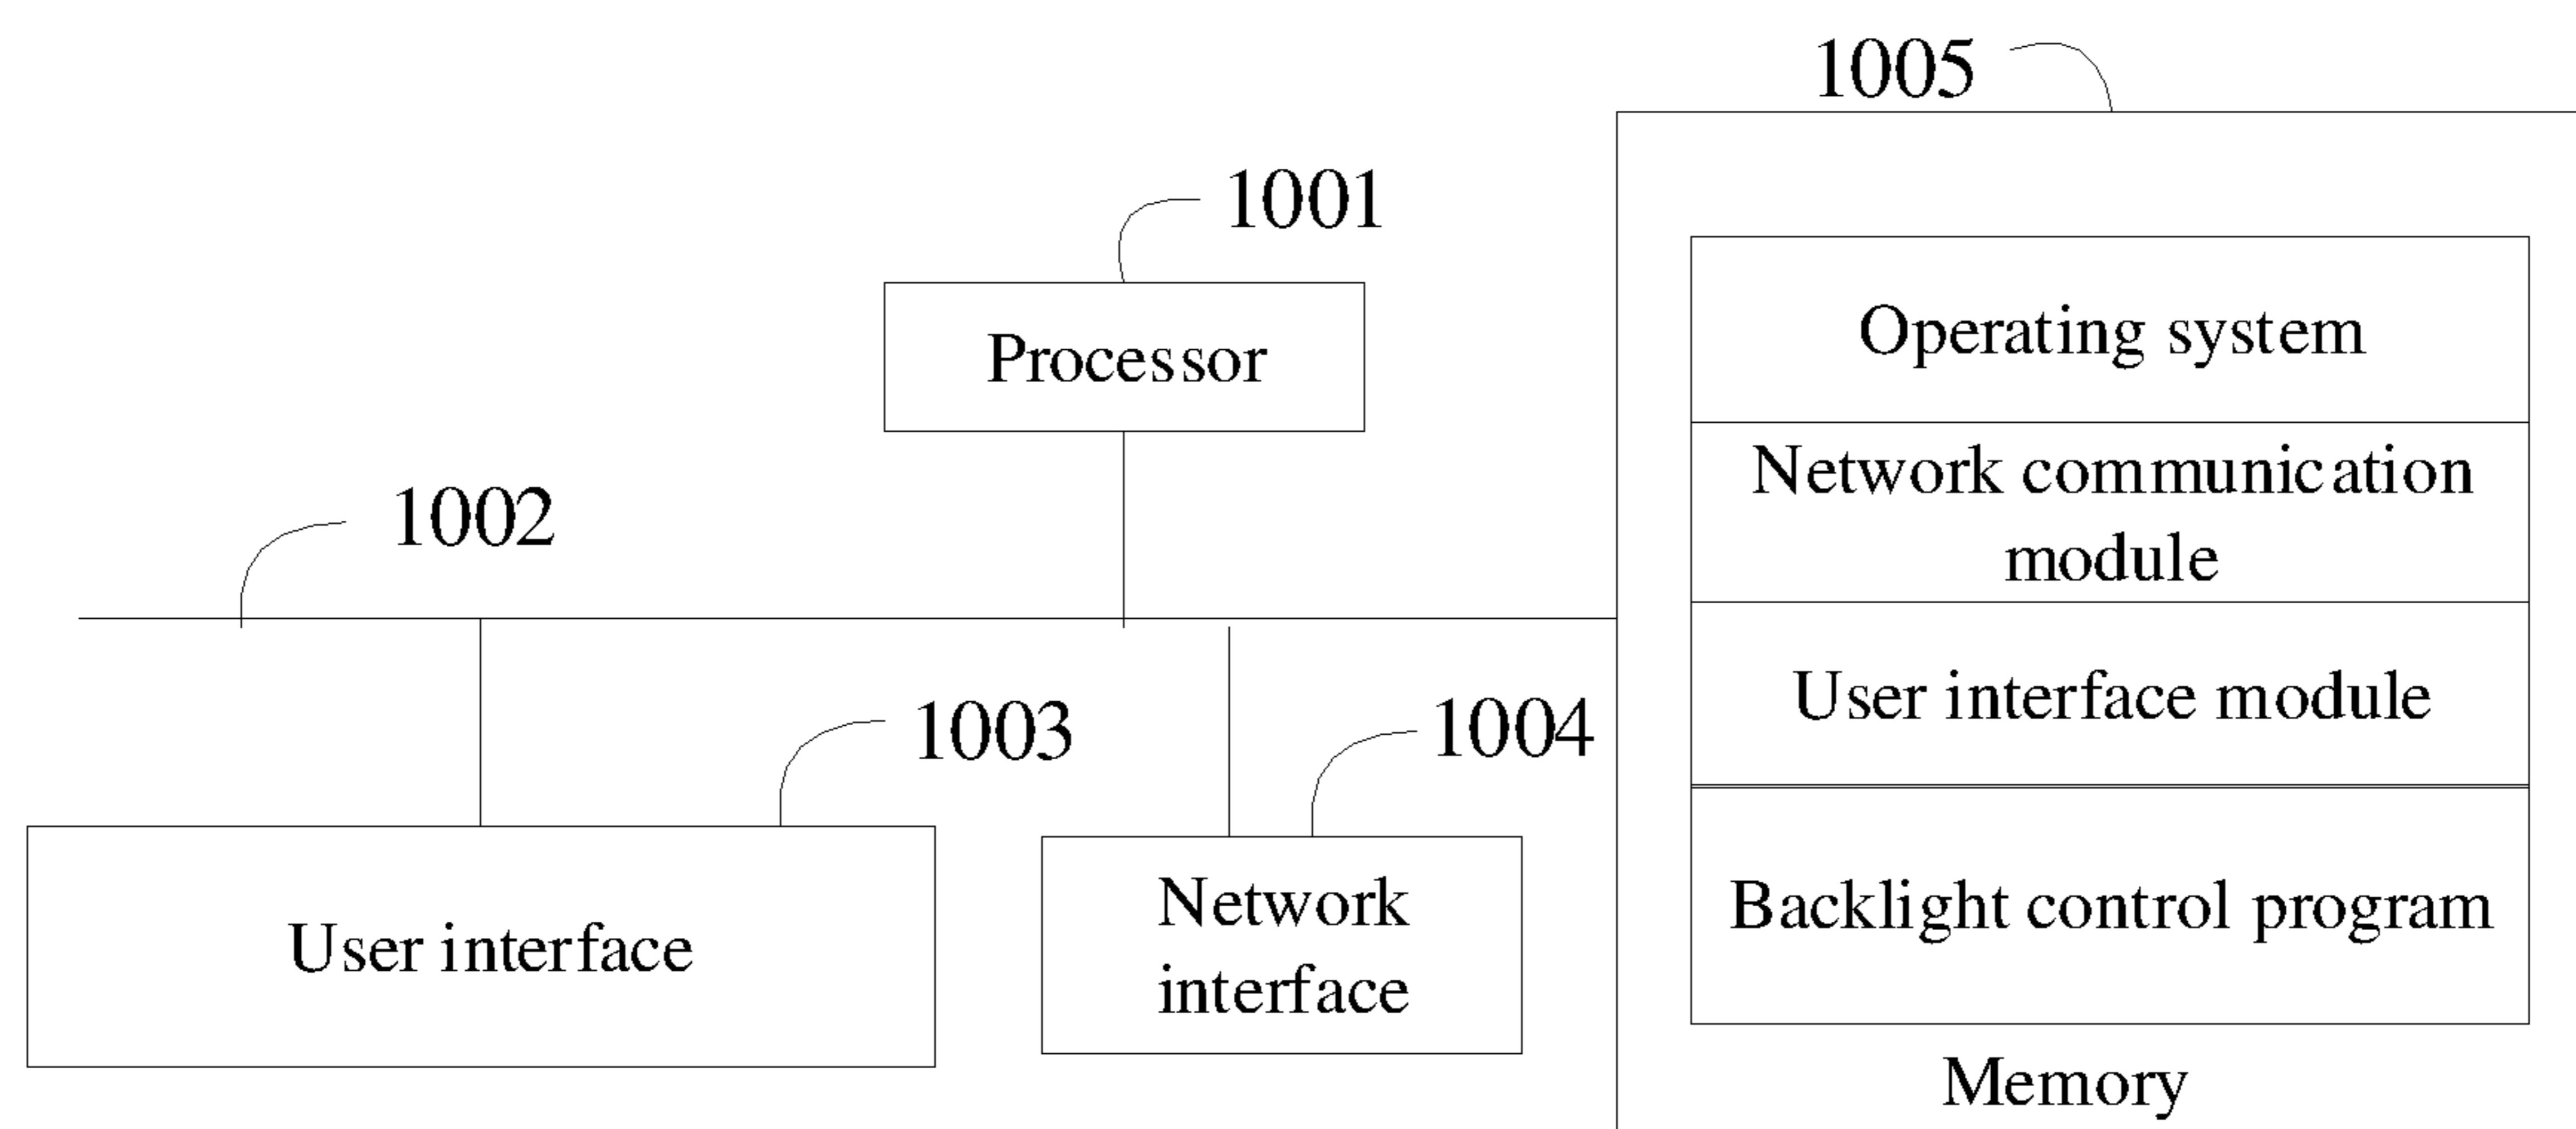 1005
1001
Processor
Operating system
Network communication
module
1002
User interface module
1003
1004
User interface
Network
interface
Backlight control program
Memory